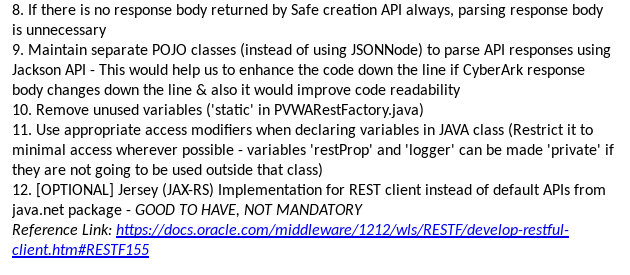 8. If there is no response body returned by Safe creation API always, parsing response body
is unnecessary
9. Maintain separate POJO classes (instead of using JSONNode) to parse API responses using
Jackson API - This would help us to enhance the code down the line if CyberArk response
body changes down the line & also it would improve code readability
10. Remove unused variables ('static' in PVWARestFactory.java)
11. Use appropriate access modifiers when declaring variables in JAVA class (Restrict it to
minimal access wherever possible - variables 'restProp' and 'logger' can be made 'private' if
they are not going to be used outside that class)
12. [OPTIONAL] Jersey (JAX-RS) Implementation for REST client instead of default APIs from
java.net package - GOOD TO HAVE, NOT MANDATORY
Reference Link: https://docs.oracle.com/middleware/1212/wls/RESTF/develop-restful-
client.htm#RESTF155